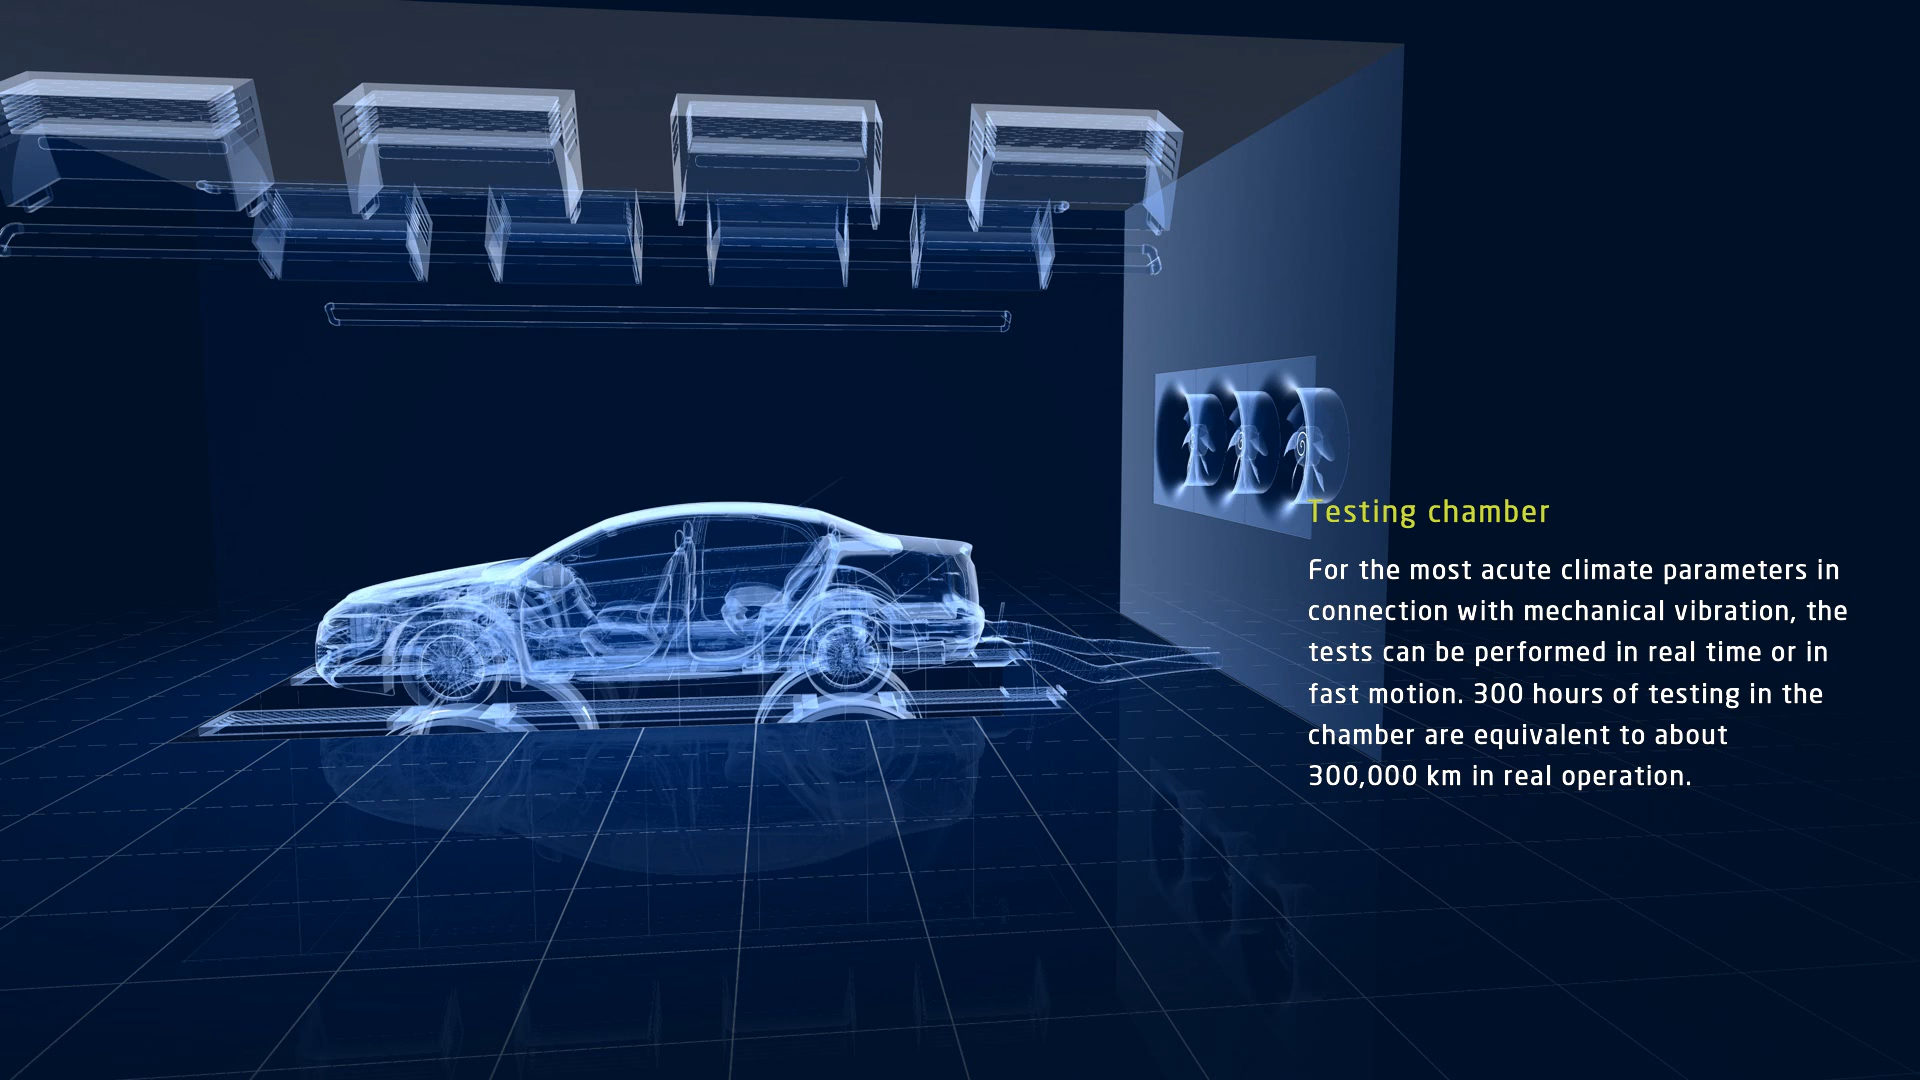 Testing chamber
For the most acute climate parameters in
connection with mechanical vibration, the
tests can be performed in real time or in
fast motion. 300 hours of testing in the
chamber are equivalent to about
300,000 km in real operation.